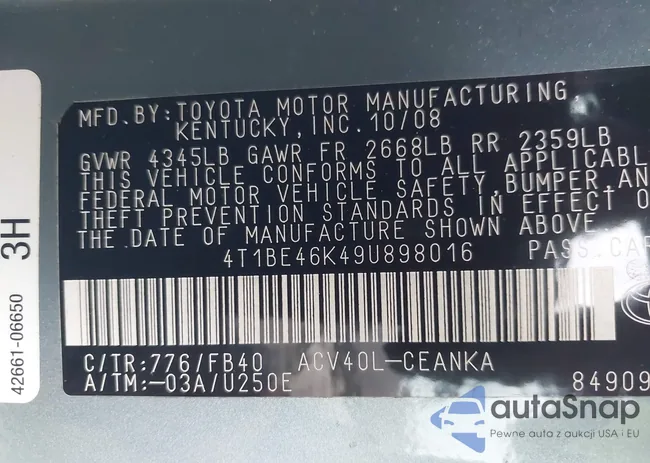 MFD.BY: TOYOTA MOTOR MANUFACTURING,
KENTUCKY, INC. 10/08
GVWR 4345LB GAWR FR 2668LB RR 2359LB
THIS VEHICLE CONFORMS TO ALL APPLICABL
FEDERAL MOTOR VEHICLE SAFETY, BUMPER, AN
THEFT PREVENTION STANDARDS IN EFFECT O
THE DATE OF MANUFACTURE SHOWN ABOVE.
4T1BE46K49U898016 PASS.CAR
C/TR:776/FB40 ACV40L-CEANKA
A/TM:-03A/U250E 84909
3H
42661-06650
autoSnap
Pewne auta z aukcji USA i EU